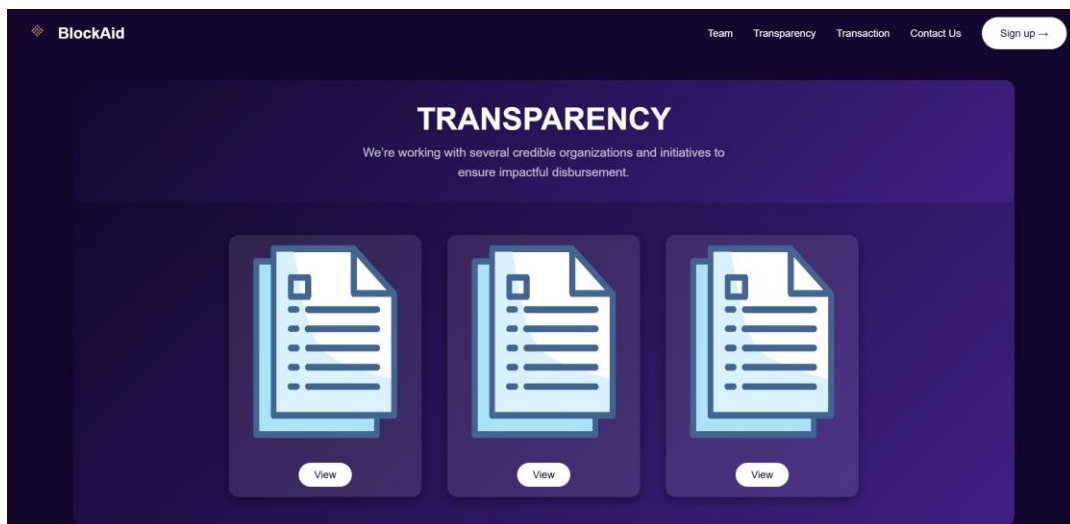 BlockAid
Team Transparency Transaction Contact Us Sign up →
TRANSPARENCY
We're working with several credible organizations and initiatives to
ensure impactful disbursement.
View View View